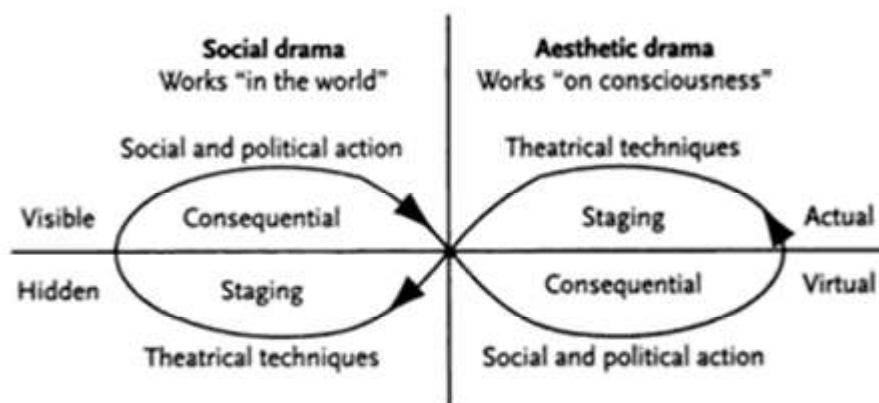 Social drama
Works "in the world"
Aesthetic drama
Works "on consciousness"
Social and political action
Theatrical techniques
Visible
Consequential
Staging
Actual
Hidden
Staging
Consequential
Virtual
Theatrical techniques
Social and political action